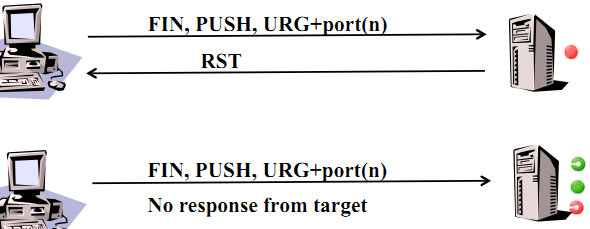 FIN, PUSH, URG+port(n)
RST
FIN, PUSH, URG+port(n)
No response from target